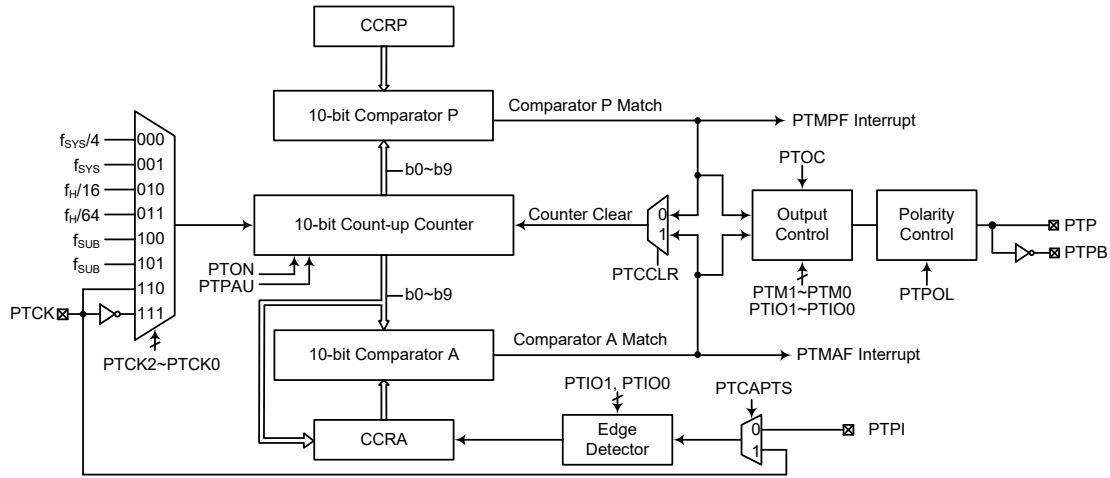 CCRP
10-bit Comparator P
Comparator P Match
PTMPF Interrupt
b0~b9
PTOC
fSYS/4
000
fSYS
001
fH/16
010
fH/64
011
fSUB
100
fSUB
101
110
111
PTCK
PTCK2~PTCK0
10-bit Count-up Counter
Counter Clear
0
1
PTCCLR
Output
Control
Polarity
Control
PTP
PTPB
PTON
PTPAU
PTM1~PTM0
PTIO1~PTIO0
PTPOL
b0~b9
10-bit Comparator A
Comparator A Match
PTMAF Interrupt
PTIO1, PTIO0
PTCAPTS
CCRA
Edge
Detector
0
1
PTPI